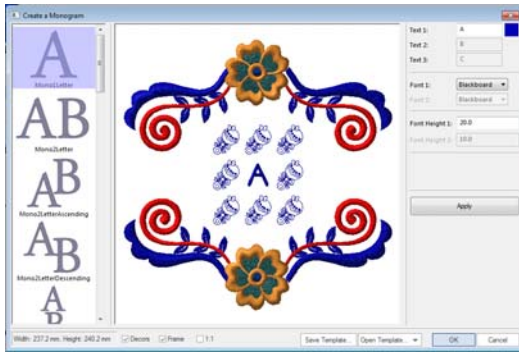 Create a Monogram
A
Mono1Letter
AB
Mono2Letter
AB
Mono2LetterAscending
AB
Mono2LetterDescending
A
A
Text 1: A
Text 2: B
Text 3: C
Font 1: Blackboard
Font 2: Blackboard
Font Height 1: 20.0
Font Height 2: 10.0
Apply
Width: 237.2 mm. Height: 240.2 mm Decors Frame 1:1
Save Template... Open Template... OK Cancel